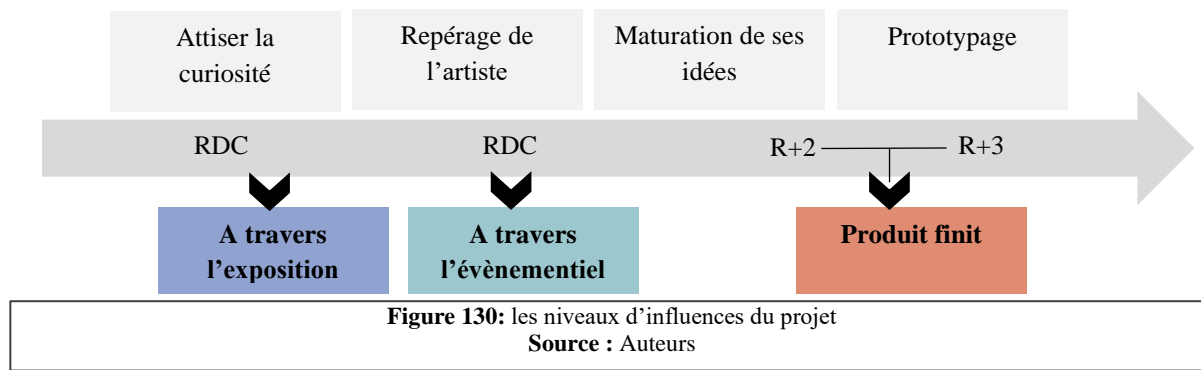 Attiser la
curiosité
Repérage de
l’artiste
Maturation de ses
idées
Prototypage
RDC
RDC
R+2
R+3
A travers
l’exposition
A travers
l’évènementiel
Produit finit
Figure 130: les niveaux d’influences du projet
Source : Auteurs